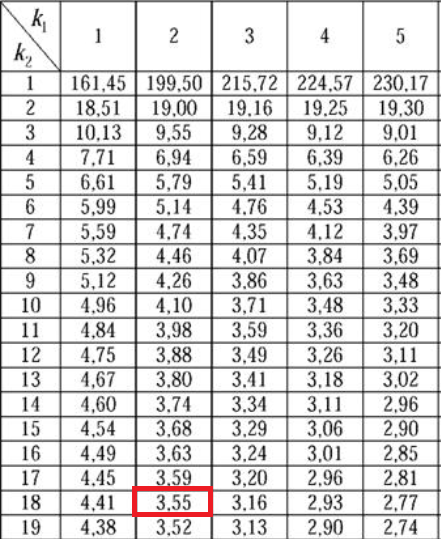 k₁ 1 2 3 4 5
k₂
1 161,45 199,50 215,72 224,57 230,17
2 18,51 19,00 19,16 19,25 19,30
3 10,13 9,55 9,28 9,12 9,01
4 7,71 6,94 6,59 6,39 6,26
5 6,61 5,79 5,41 5,19 5,05
6 5,99 5,14 4,76 4,53 4,39
7 5,59 4,74 4,35 4,12 3,97
8 5,32 4,46 4,07 3,84 3,69
9 5,12 4,26 3,86 3,63 3,48
10 4,96 4,10 3,71 3,48 3,33
11 4,84 3,98 3,59 3,36 3,20
12 4,75 3,88 3,49 3,26 3,11
13 4,67 3,80 3,41 3,18 3,02
14 4,60 3,74 3,34 3,11 2,96
15 4,54 3,68 3,29 3,06 2,90
16 4,49 3,63 3,24 3,01 2,85
17 4,45 3,59 3,20 2,96 2,81
18 4,41 3,55 3,16 2,93 2,77
19 4,38 3,52 3,13 2,90 2,74